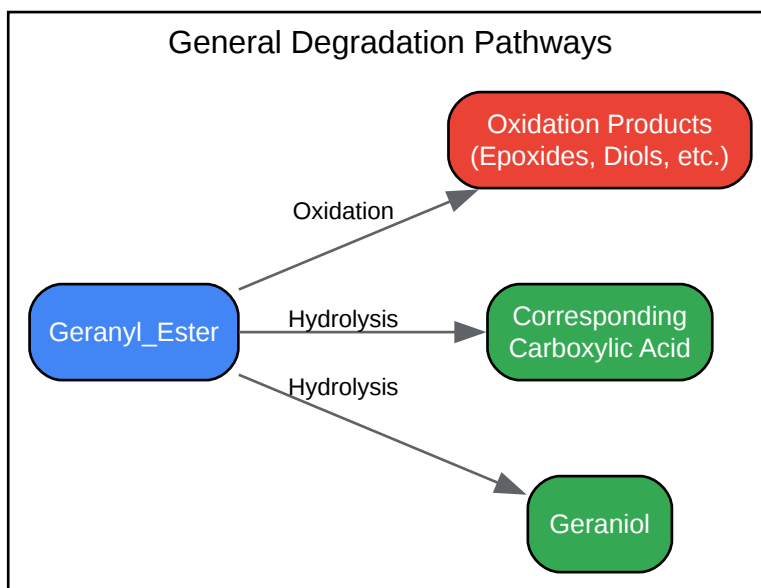 General Degradation Pathways
Oxidation Products
(Epoxides, Diols, etc.)
Oxidation
Geranyl_Ester
Hydrolysis
Corresponding
Carboxylic Acid
Hydrolysis
Geraniol